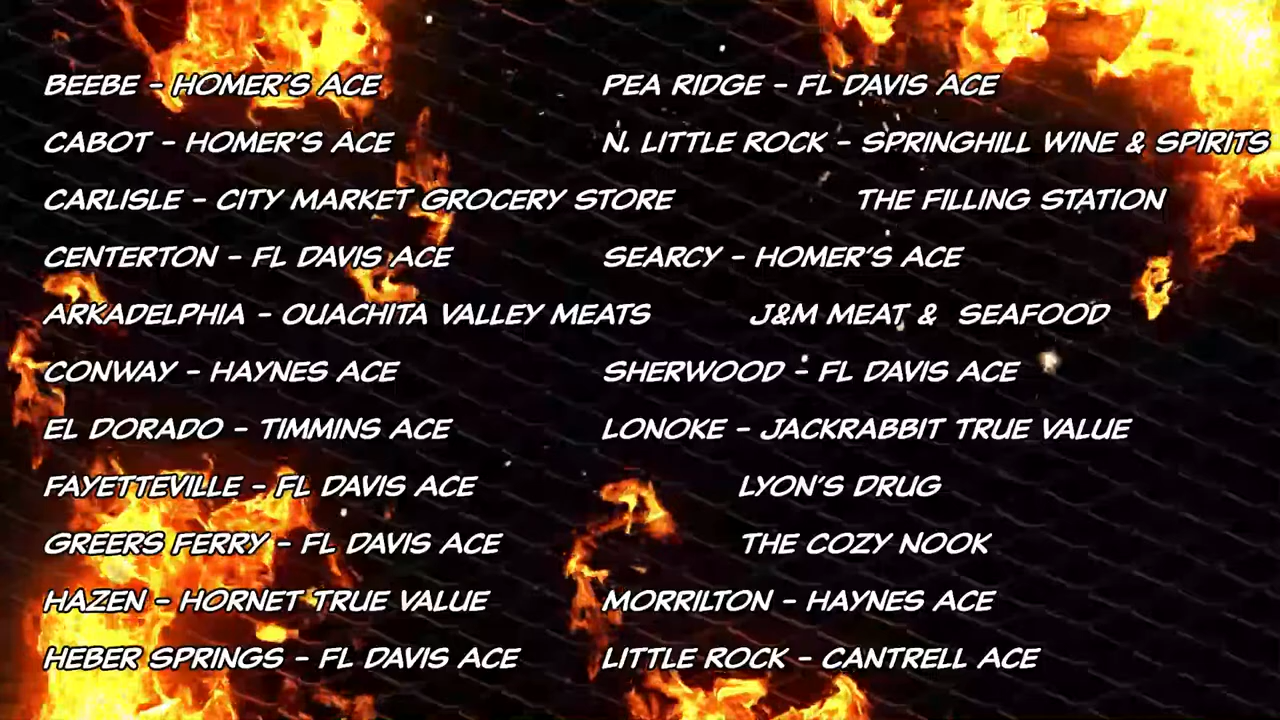 BEEBE - HOMER'S ACE
CABOT - HOMER'S ACE
CARLISLE - CITY MARKET GROCERY STORE
CENTERTON - FL DAVIS ACE
ARKADELPHIA - OUACHITA VALLEY MEATS
CONWAY - HAYNES ACE
EL DORADO - TIMMINS ACE
FAYETTEVILLE - FL DAVIS ACE
GREERS FERRY - FL DAVIS ACE
HAZEN - HORNET TRUE VALUE
HEBER SPRINGS - FL DAVIS ACE
PEA RIDGE - FL DAVIS ACE
N. LITTLE ROCK - SPRINGHILL WINE & SPIRITS
THE FILLING STATION
SEARCY - HOMER'S ACE
J&M MEAT & SEAFOOD
SHERWOOD - FL DAVIS ACE
LONOKE - JACKRABBIT TRUE VALUE
LYON'S DRUG
THE COZY NOOK
MORRILTON - HAYNES ACE
LITTLE ROCK - CANTRELL ACE